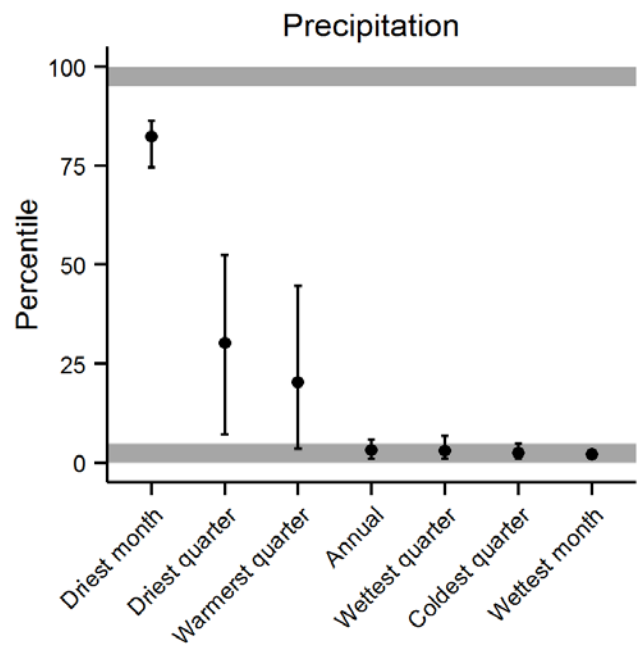 Precipitation
Percentile
100
75
50
25
0
Driest month
Driest quarter
Warmerst quarter
Annual
Wettest quarter
Coldest quarter
Wettest month